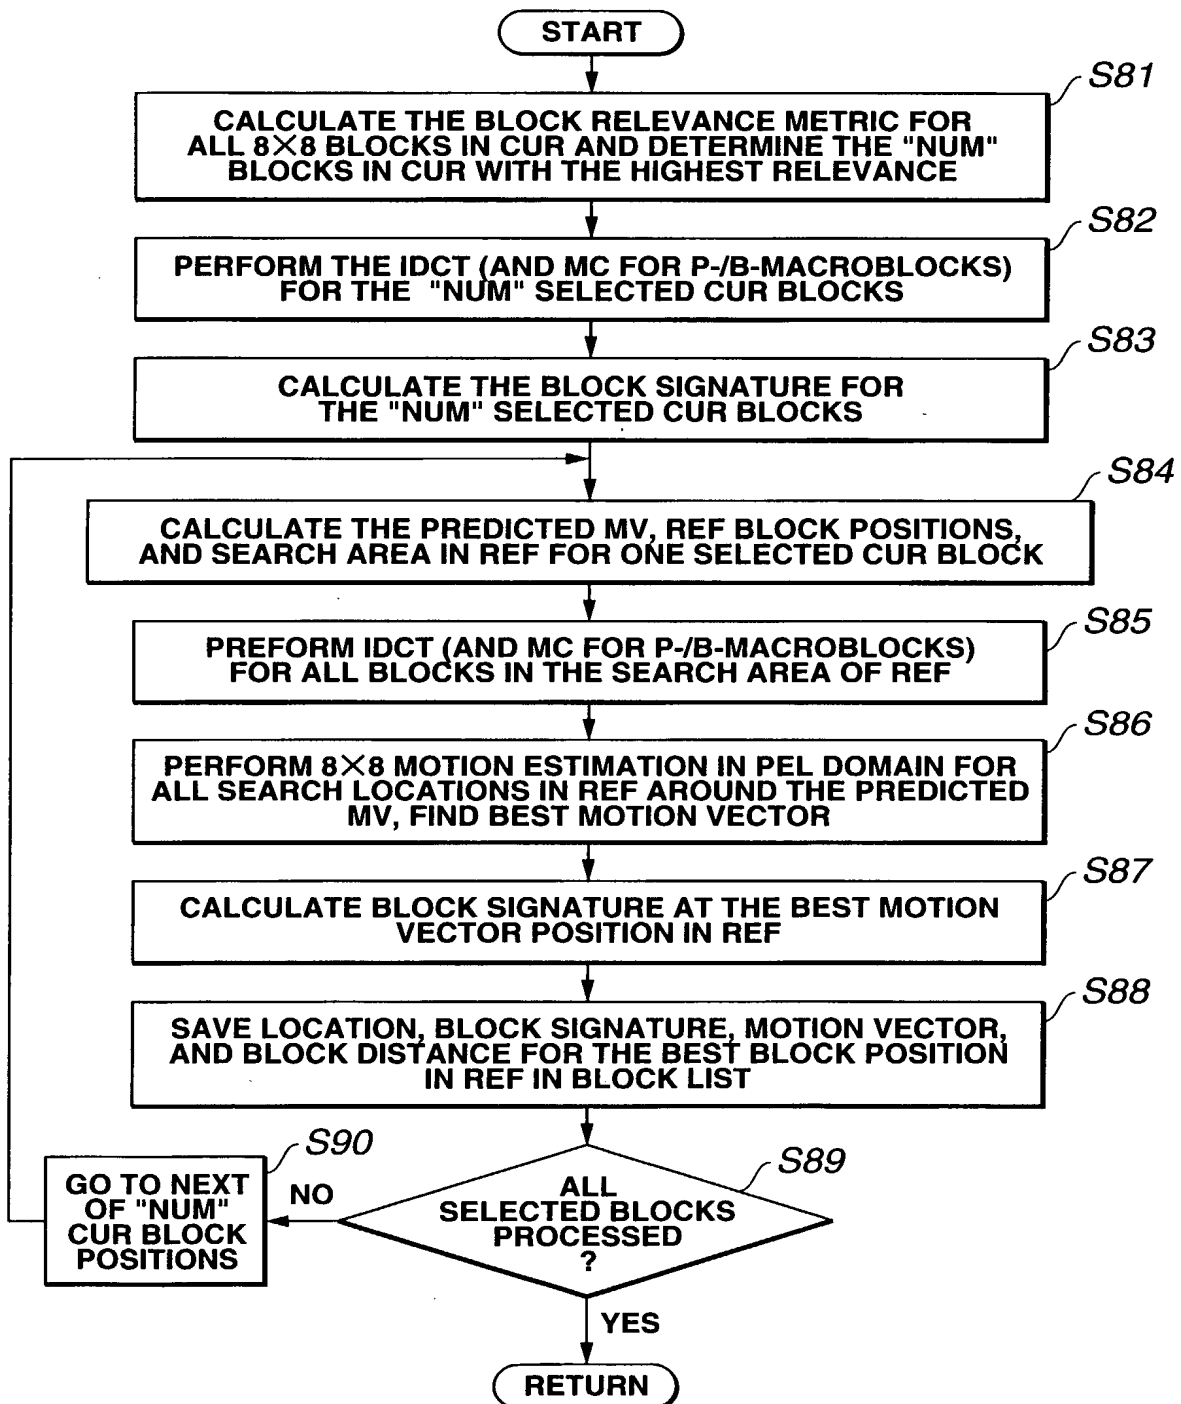 START
S81
CALCULATE THE BLOCK RELEVANCE METRIC FOR
ALL 8×8 BLOCKS IN CUR AND DETERMINE THE "NUM"
BLOCKS IN CUR WITH THE HIGHEST RELEVANCE
S82
PERFORM THE IDCT (AND MC FOR P-/B-MACROBLOCKS)
FOR THE "NUM" SELECTED CUR BLOCKS
S83
CALCULATE THE BLOCK SIGNATURE FOR
THE "NUM" SELECTED CUR BLOCKS
S84
CALCULATE THE PREDICTED MV, REF BLOCK POSITIONS,
AND SEARCH AREA IN REF FOR ONE SELECTED CUR BLOCK
S85
PREFORM IDCT (AND MC FOR P-/B-MACROBLOCKS)
FOR ALL BLOCKS IN THE SEARCH AREA OF REF
S86
PERFORM 8×8 MOTION ESTIMATION IN PEL DOMAIN FOR
ALL SEARCH LOCATIONS IN REF AROUND THE PREDICTED
MV, FIND BEST MOTION VECTOR
S87
CALCULATE BLOCK SIGNATURE AT THE BEST MOTION
VECTOR POSITION IN REF
S88
SAVE LOCATION, BLOCK SIGNATURE, MOTION VECTOR,
AND BLOCK DISTANCE FOR THE BEST BLOCK POSITION
IN REF IN BLOCK LIST
S89
ALL
SELECTED BLOCKS
PROCESSED
?
NO
S90
GO TO NEXT
OF "NUM"
CUR BLOCK
POSITIONS
YES
RETURN